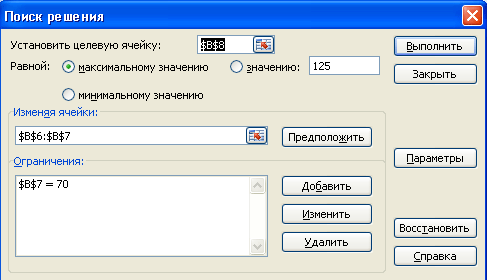 Поиск решения
Установить целевую ячейку: $B$8 Выполнить
Равной: максимальному значению значению: 125 Закрыть
минимальному значению
Изменяя ячейки:
$B$6:$B$7 Предположить
Ограничения: Параметры
$B$7 = 70 Добавить
Изменить Восстановить
Удалить Справка